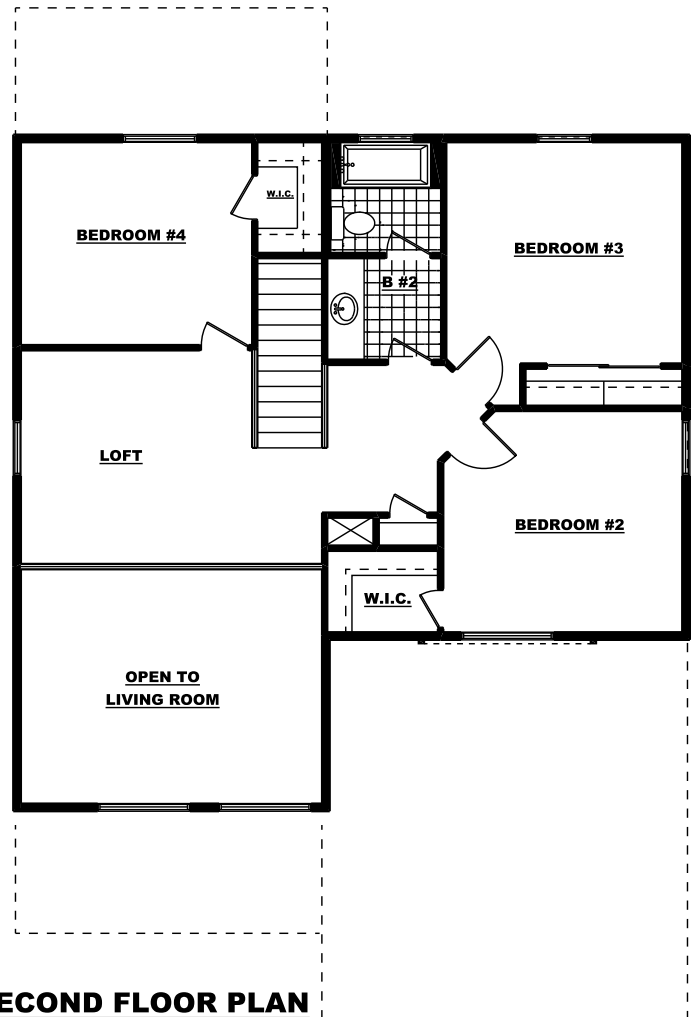 W.I.C.
BEDROOM #4
BEDROOM #3
B #2
LOFT
BEDROOM #2
W.I.C.
OPEN TO
LIVING ROOM
ECOND FLOOR PLAN